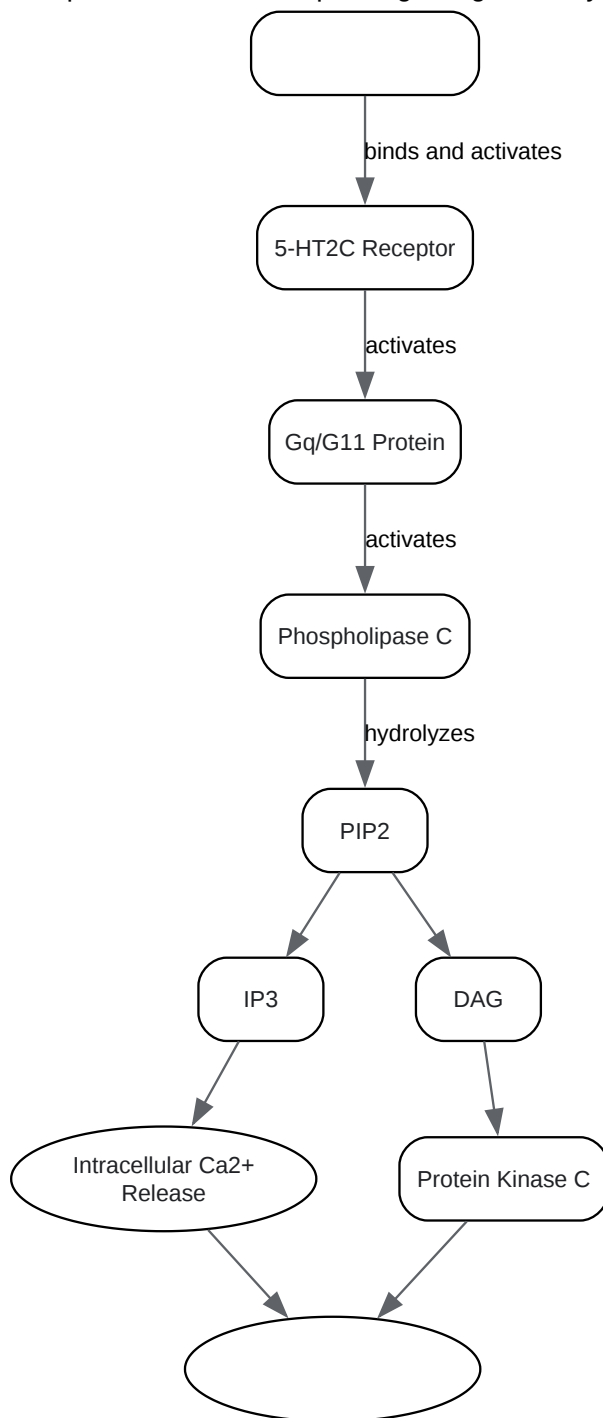 binds and activates
5-HT2C Receptor
activates
Gq/G11 Protein
activates
Phospholipase C
hydrolyzes
PIP2
IP3
DAG
Intracellular Ca2+
Release
Protein Kinase C